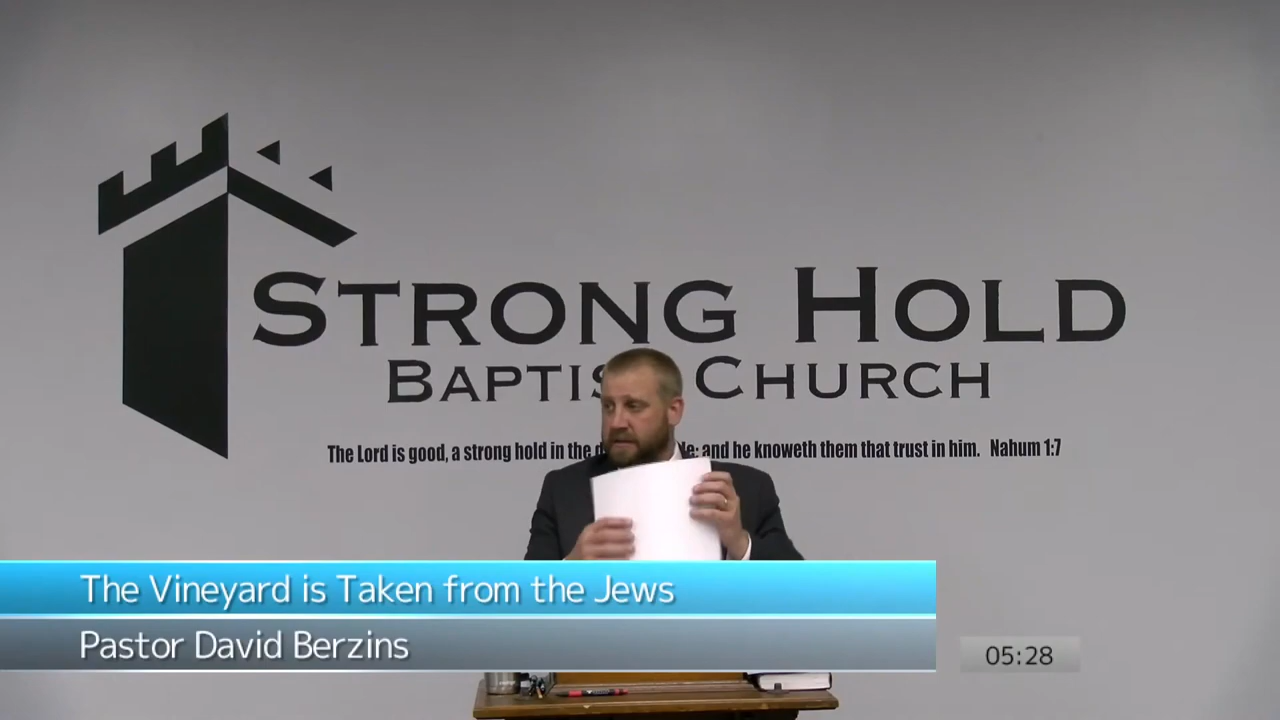 STRONG HOLD
BAPTIS CHURCH
The Lord is good, a strong hold in the and he knoweth them that trust in him. Nahum 1:7
The Vineyard is Taken from the Jews
Pastor David Berzins
05:28